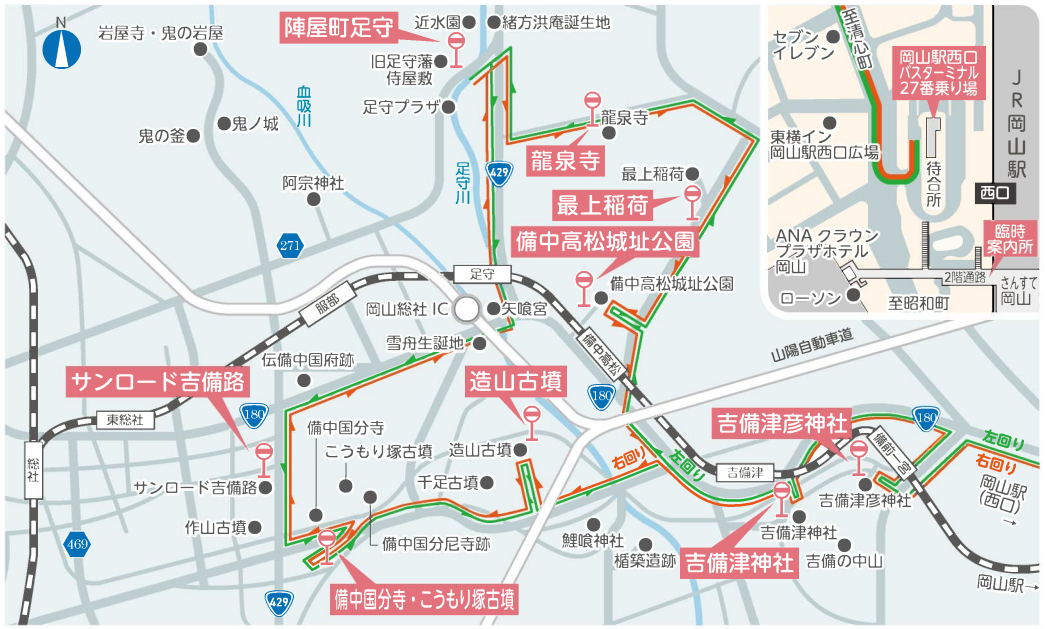 N
岩屋寺・鬼の岩屋
陣屋町足守
近水園
緒方洪庵誕生地
旧足守藩
侍屋敷
足守プラザ
血吸川
鬼ノ城
鬼の釜
足守川
429
龍泉寺
龍泉寺
最上稲荷
最上稲荷
阿宗神社
271
備中高松城址公園
備中高松城址公園
足守
服部
岡山総社 IC
矢喰宮
雪舟生誕地
備中高松
山陽自動車道
伝備中国府跡
サンロード吉備路
180
東総社
総社
造山古墳
180
備中国分寺
こうもり塚古墳
造山古墳
千足古墳
サンロード吉備路
作山古墳
469
備中国分尼寺跡
備中国分寺・こうもり塚古墳
429
右回り
左回り
吉備津
鯉喰神社
楯築遺跡
吉備津神社
吉備津神社
吉備の中山
吉備津彦神社
吉備津彦神社
備前一宮
180
左回り
右回り
岡山駅
(西口)
→
岡山駅→
至清心町
セブン
イレブン
岡山駅西口
バスターミナル
27番乗り場
JR岡山駅
東横イン
岡山駅西口広場
待合所
西口
臨時
案内所
ANA クラウン
プラザホテル
岡山
2階通路
さんすて
岡山
ローソン
至昭和町